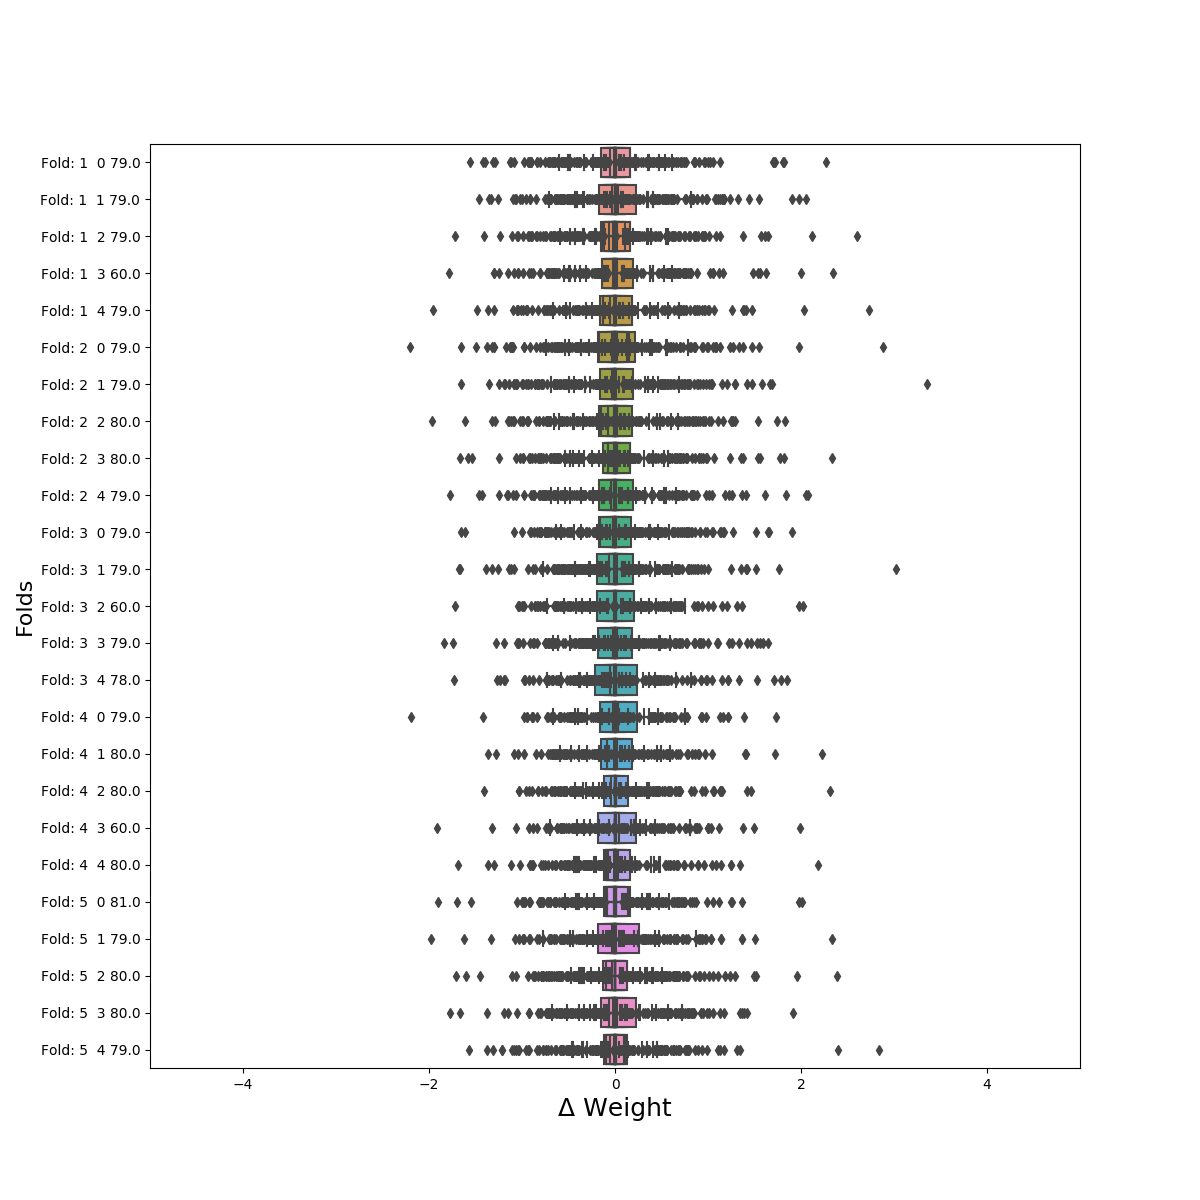 Fold: 1  0 79.0
Fold: 1  1 79.0
Fold: 1  2 79.0
Fold: 1  3 60.0
Fold: 1  4 79.0
Fold: 2  0 79.0
Fold: 2  1 79.0
Fold: 2  2 80.0
Fold: 2  3 80.0
Fold: 2  4 79.0
Fold: 3  0 79.0
Fold: 3  1 79.0
Fold: 3  2 60.0
Fold: 3  3 79.0
Fold: 3  4 78.0
Fold: 4  0 79.0
Fold: 4  1 80.0
Fold: 4  2 80.0
Fold: 4  3 60.0
Fold: 4  4 80.0
Fold: 5  0 81.0
Fold: 5  1 79.0
Fold: 5  2 80.0
Fold: 5  3 80.0
Fold: 5  4 79.0
Folds
−4 −2 0 2 4
Δ Weight